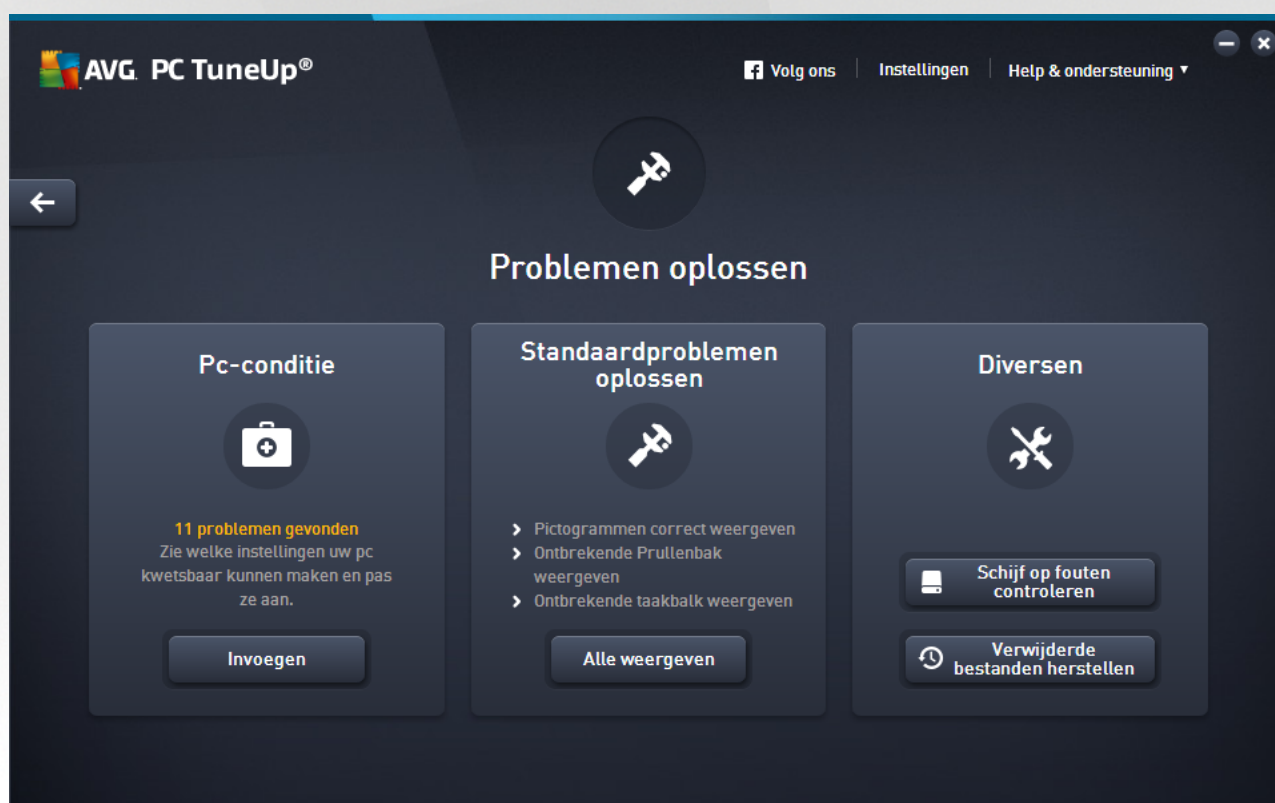 AVG. PC TuneUp®
Volg ons
Instellingen
Help & ondersteuning
Problemen oplossen
Pc-conditie
11 problemen gevonden
Zie welke instellingen uw pc
kwetsbaar kunnen maken en pas
ze aan.
Invoegen
Standaardproblemen
oplossen
Pictogrammen correct weergeven
Ontbrekende Prullenbak
weergeven
Ontbrekende taakbalk weergeven
Alle weergeven
Diversen
Schijf op fouten
controleren
Verwijderde
bestanden herstellen